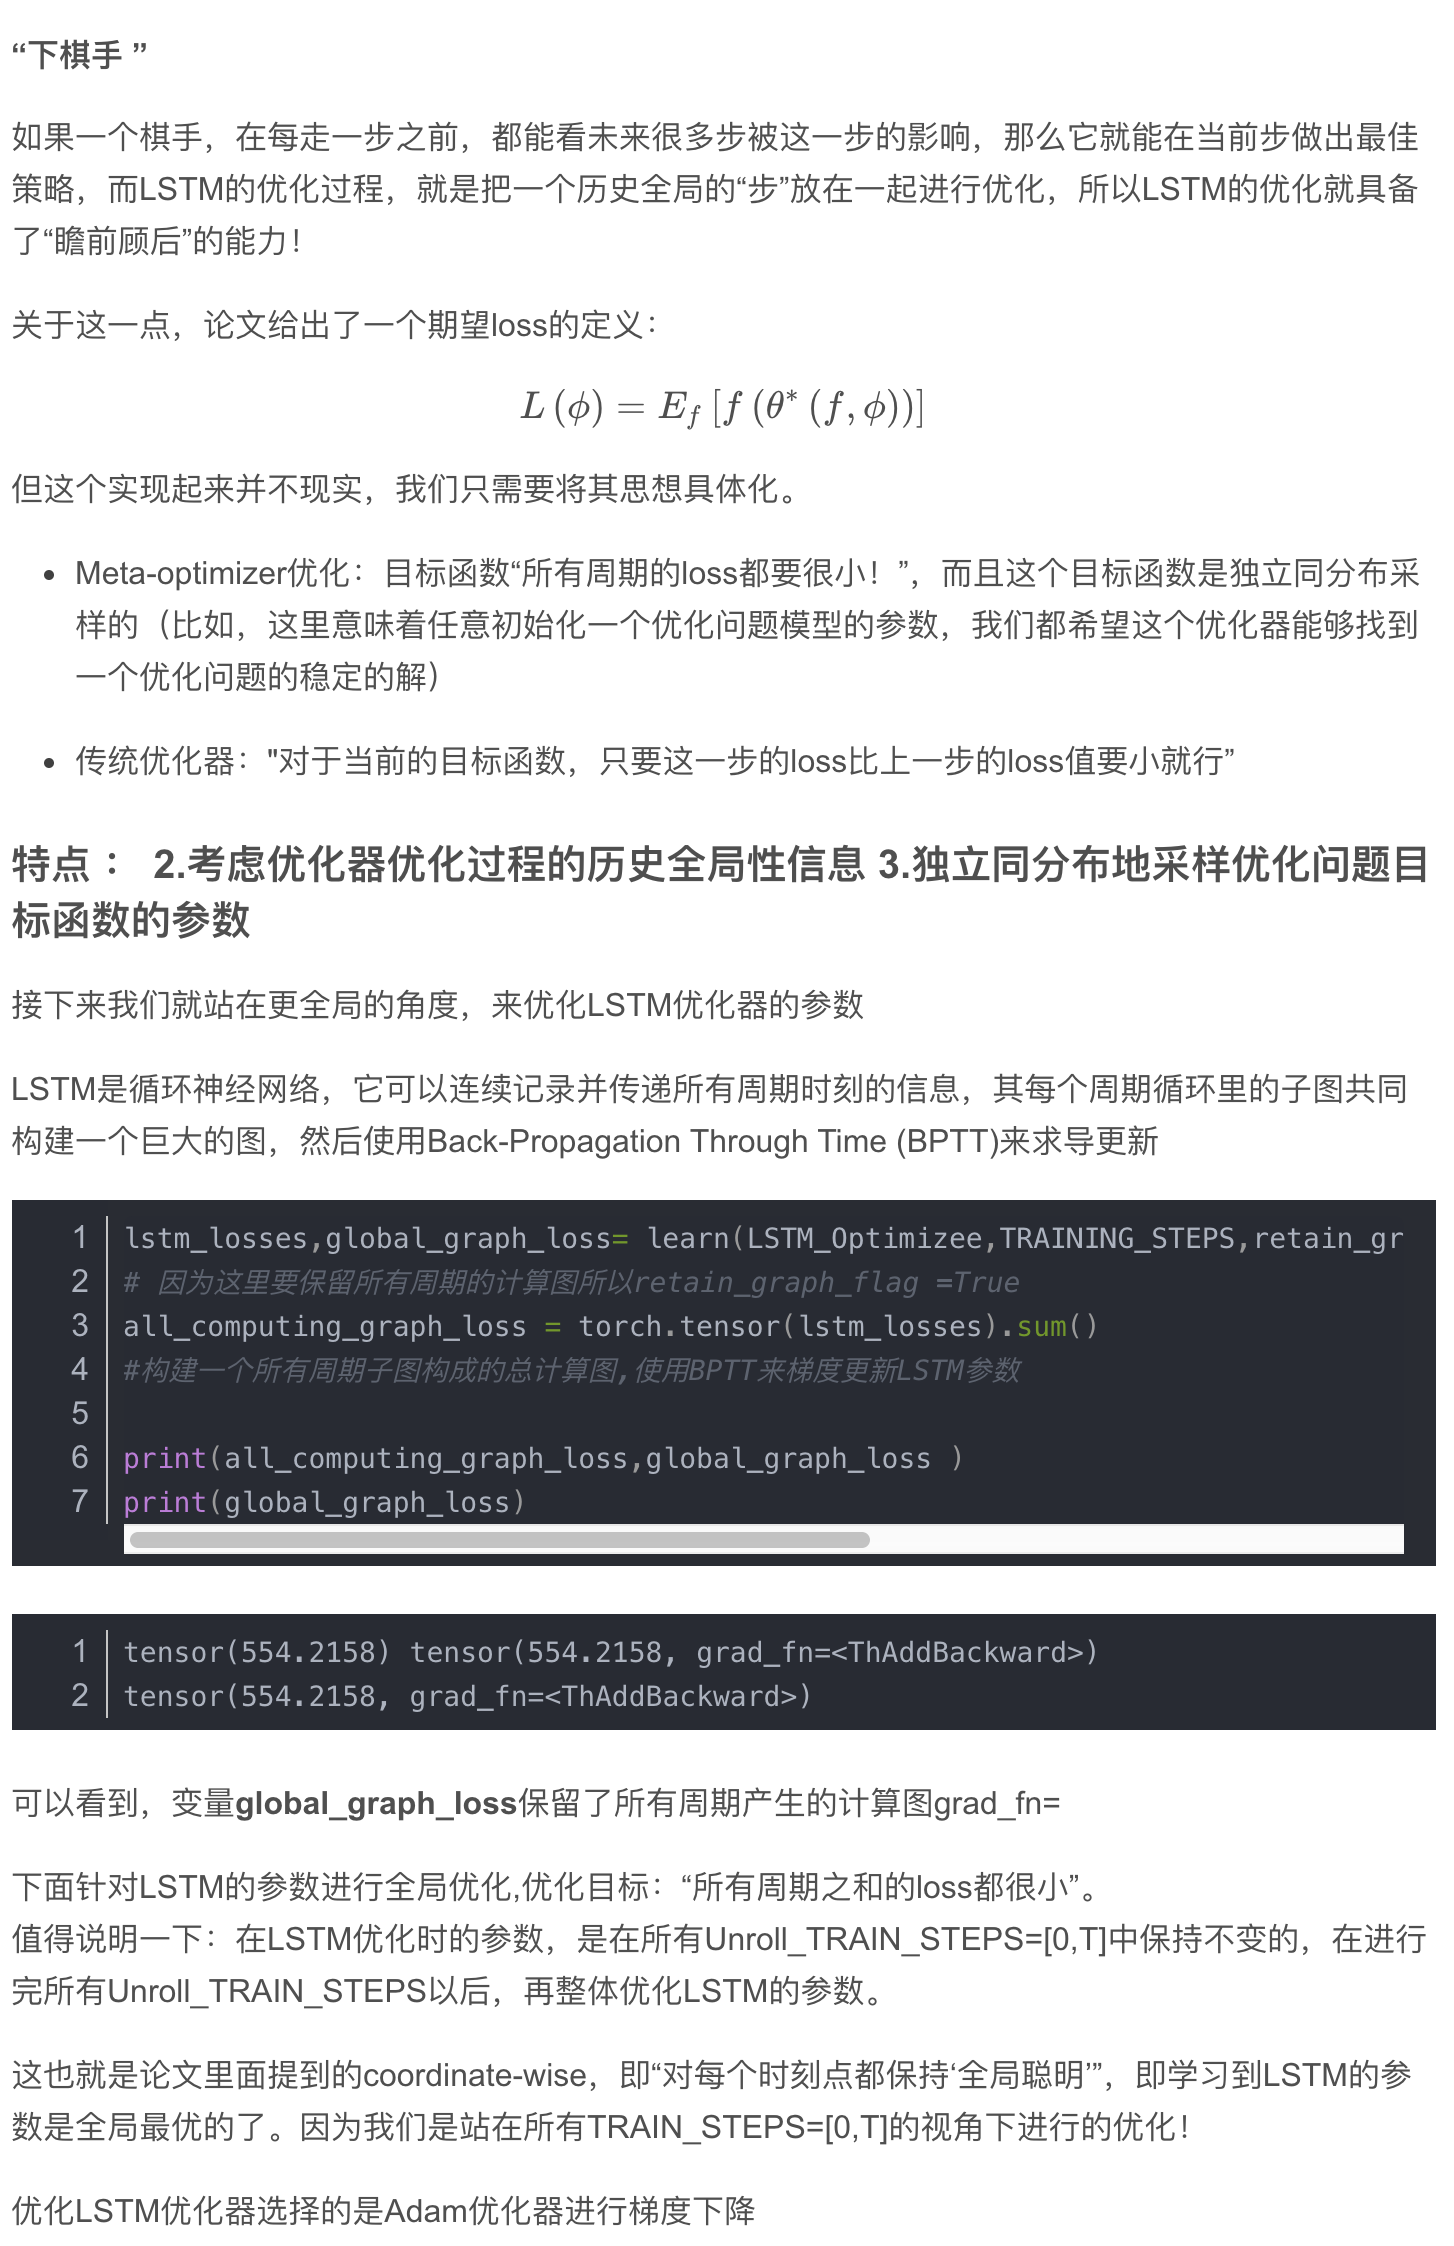 “下棋手 ”
如果一个棋手，在每走一步之前，都能看未来很多步被这一步的影响，那么它就能在当前步做出最佳
策略，而LSTM的优化过程，就是把一个历史全局的“步”放在一起进行优化，所以LSTM的优化就具备
了“瞻前顾后”的能力！
关于这一点，论文给出了一个期望loss的定义：
L (ϕ) = E_f [f (θ* (f, ϕ))]
但这个实现起来并不现实，我们只需要将其思想具体化。
• Meta-optimizer优化：目标函数“所有周期的loss都要很小！”，而且这个目标函数是独立同分布采
样的（比如，这里意味着任意初始化一个优化问题模型的参数，我们都希望这个优化器能够找到
一个优化问题的稳定的解）
• 传统优化器："对于当前的目标函数，只要这一步的loss比上一步的loss值要小就行”
特点 ： 2.考虑优化器优化过程的历史全局性信息 3.独立同分布地采样优化问题目
标函数的参数
接下来我们就站在更全局的角度，来优化LSTM优化器的参数
LSTM是循环神经网络，它可以连续记录并传递所有周期时刻的信息，其每个周期循环里的子图共同
构建一个巨大的图，然后使用Back-Propagation Through Time (BPTT)来求导更新
1 lstm_losses,global_graph_loss= learn(LSTM_Optimizee,TRAINING_STEPS,retain_gr
2 # 因为这里要保留所有周期的计算图所以retain_graph_flag =True
3 all_computing_graph_loss = torch.tensor(lstm_losses).sum()
4 #构建一个所有周期子图构成的总计算图,使用BPTT来梯度更新LSTM参数
5
6 print(all_computing_graph_loss,global_graph_loss )
7 print(global_graph_loss)
1 tensor(554.2158) tensor(554.2158, grad_fn=<ThAddBackward>)
2 tensor(554.2158, grad_fn=<ThAddBackward>)
可以看到，变量global_graph_loss保留了所有周期产生的计算图grad_fn=
下面针对LSTM的参数进行全局优化,优化目标：“所有周期之和的loss都很小”。
值得说明一下：在LSTM优化时的参数，是在所有Unroll_TRAIN_STEPS=[0,T]中保持不变的，在进行
完所有Unroll_TRAIN_STEPS以后，再整体优化LSTM的参数。
这也就是论文里面提到的coordinate-wise，即“对每个时刻点都保持‘全局聪明’”，即学习到LSTM的参
数是全局最优的了。因为我们是站在所有TRAIN_STEPS=[0,T]的视角下进行的优化！
优化LSTM优化器选择的是Adam优化器进行梯度下降